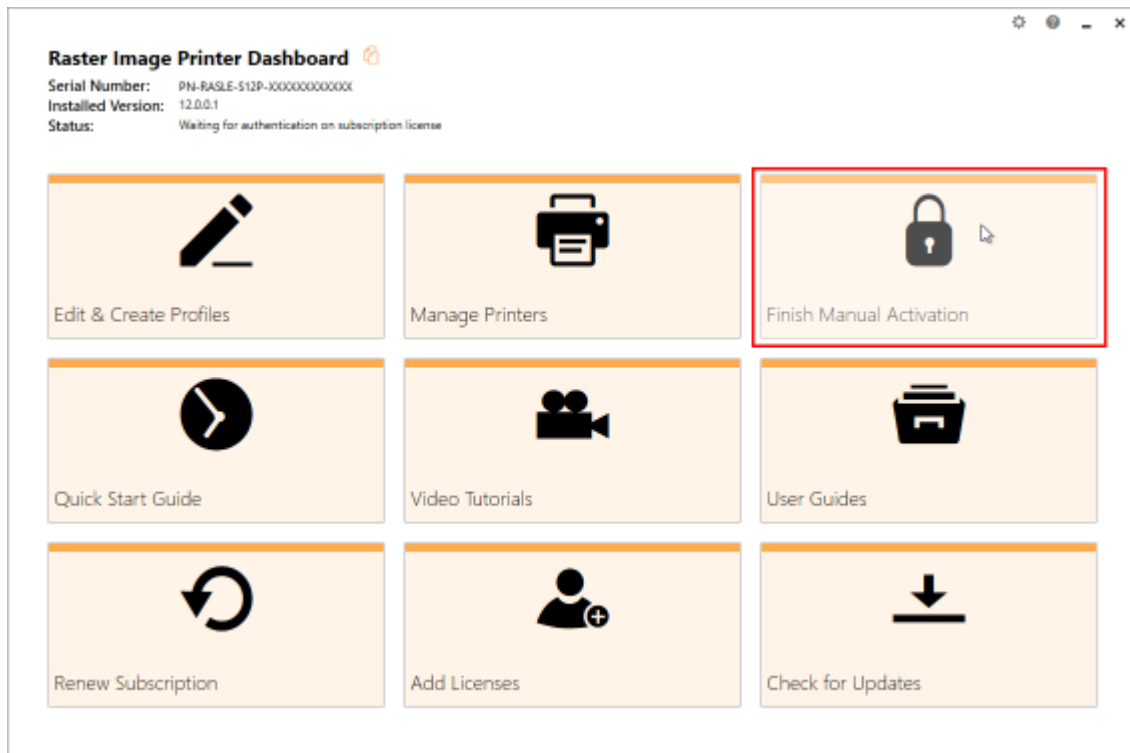 Raster Image Printer Dashboard
Serial Number: PN-RASLE-S12P-XXXXXXXXXXXX
Installed Version: 12.0.0.1
Status: Waiting for authentication on subscription license
Edit & Create Profiles
Manage Printers
Finish Manual Activation
Quick Start Guide
Video Tutorials
User Guides
Renew Subscription
Add Licenses
Check for Updates